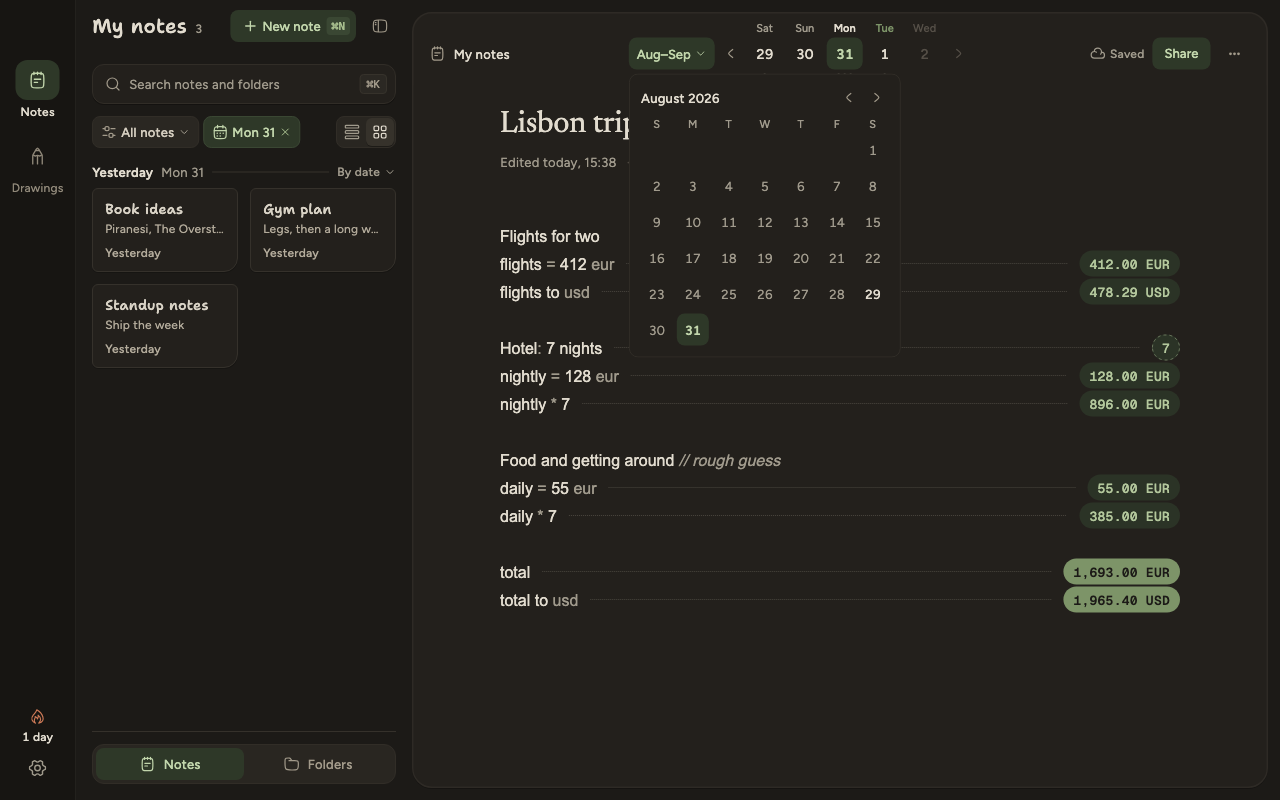 My notes 3
New note ⌘N
Notes
Drawings
1 day
Search notes and folders ⌘K
All notes
Mon 31 ×
Yesterday Mon 31
By date
Book ideas
Piranesi, The Overst…
Yesterday
Gym plan
Legs, then a long w…
Yesterday
Standup notes
Ship the week
Yesterday
Notes
Folders
My notes
Aug–Sep
Sat Sun Mon Tue Wed
29 30 31 1 2
Saved
Share
August 2026
S M T W T F S
1
2 3 4 5 6 7 8
9 10 11 12 13 14 15
16 17 18 19 20 21 22
23 24 25 26 27 28 29
30 31
Lisbon trip
Edited today, 15:38
Flights for two
flights = 412 eur 412.00 EUR
flights to usd 478.29 USD
Hotel: 7 nights 7
nightly = 128 eur 128.00 EUR
nightly * 7 896.00 EUR
Food and getting around // rough guess
daily = 55 eur 55.00 EUR
daily * 7 385.00 EUR
total 1,693.00 EUR
total to usd 1,965.40 USD